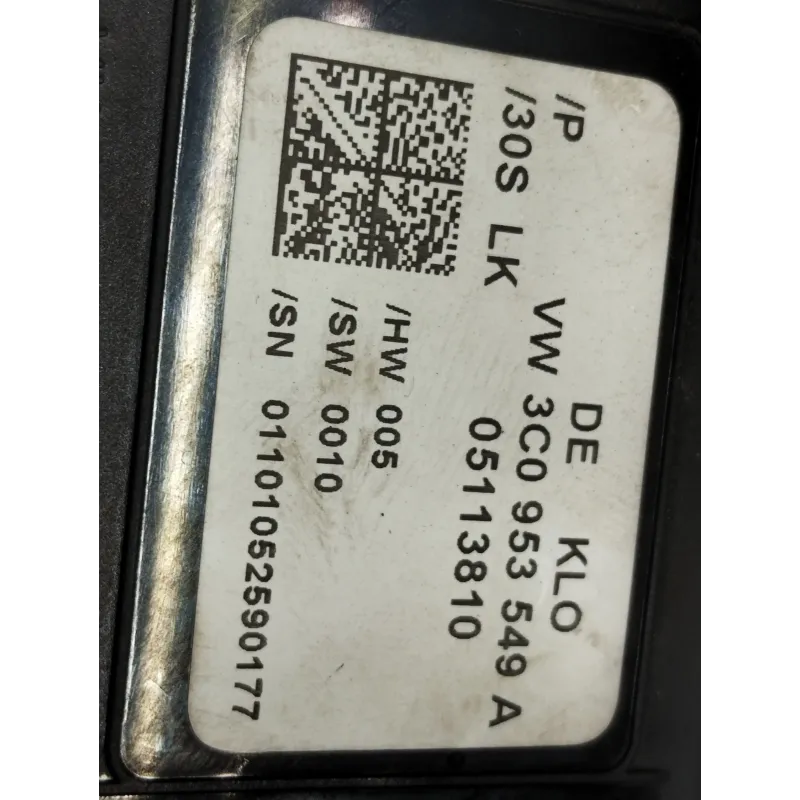 DE KLO
/P VW 3C0 953 549 A
/30S LK 05113810
/HW 005
/SW 0010
/SN 01101052590177